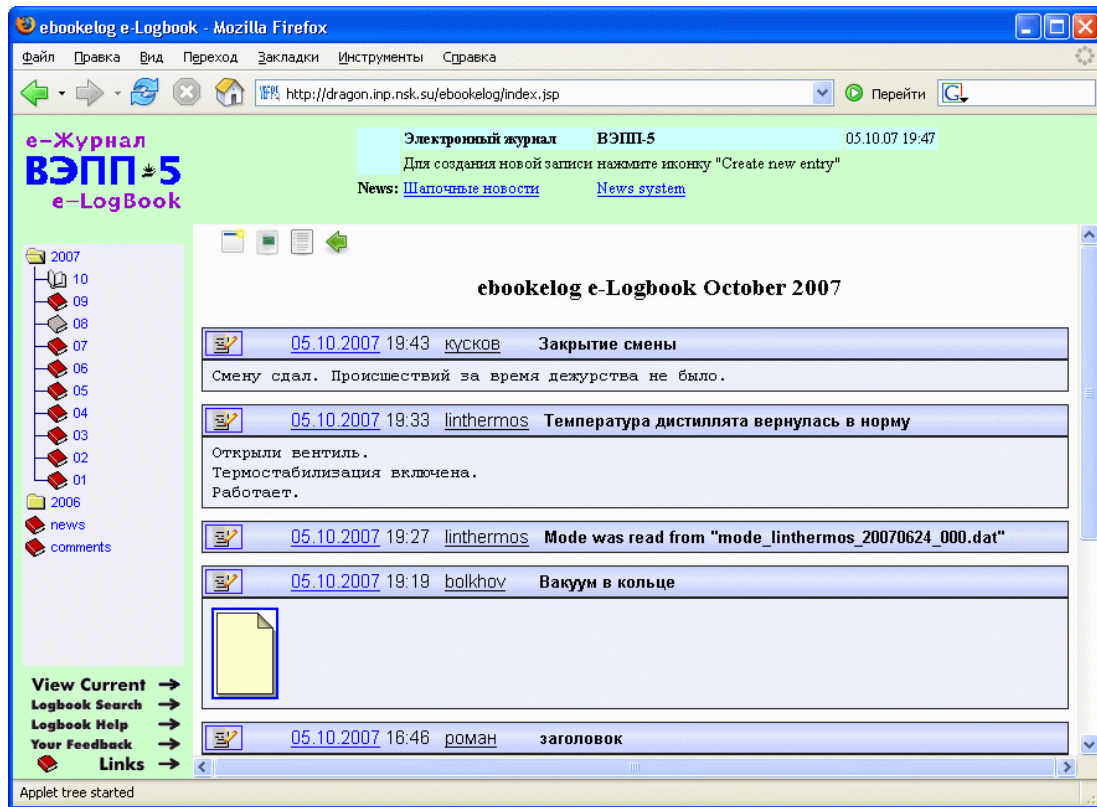 ebookelog e-Logbook - Mozilla Firefox
Файл Правка Вид Переход Закладки Инструменты Справка
http://dragon.inp.nsk.su/ebookelog/index.jsp Перейти G
е-Журнал
ВЭПП-5
e-LogBook
Электронный журнал ВЭПП-5 05.10.07 19:47
Для создания новой записи нажмите иконку "Create new entry"
News: Шапочные новости News system
2007
10
09
08
07
06
05
04
03
02
01
2006
news
comments
View Current
Logbook Search
Logbook Help
Your Feedback
Links
ebookelog e-Logbook October 2007
05.10.2007 19:43 кусков Закрытие смены
Смену сдал. Происшествий за время дежурства не было.
05.10.2007 19:33 linthermos Температура дистиллята вернулась в норму
Открыли вентиль.
Термостабилизация включена.
Работает.
05.10.2007 19:27 linthermos Mode was read from "mode_linthermos_20070624_000.dat"
05.10.2007 19:19 bolkhov Вакуум в кольце
05.10.2007 16:46 роман заголовок
Applet tree started